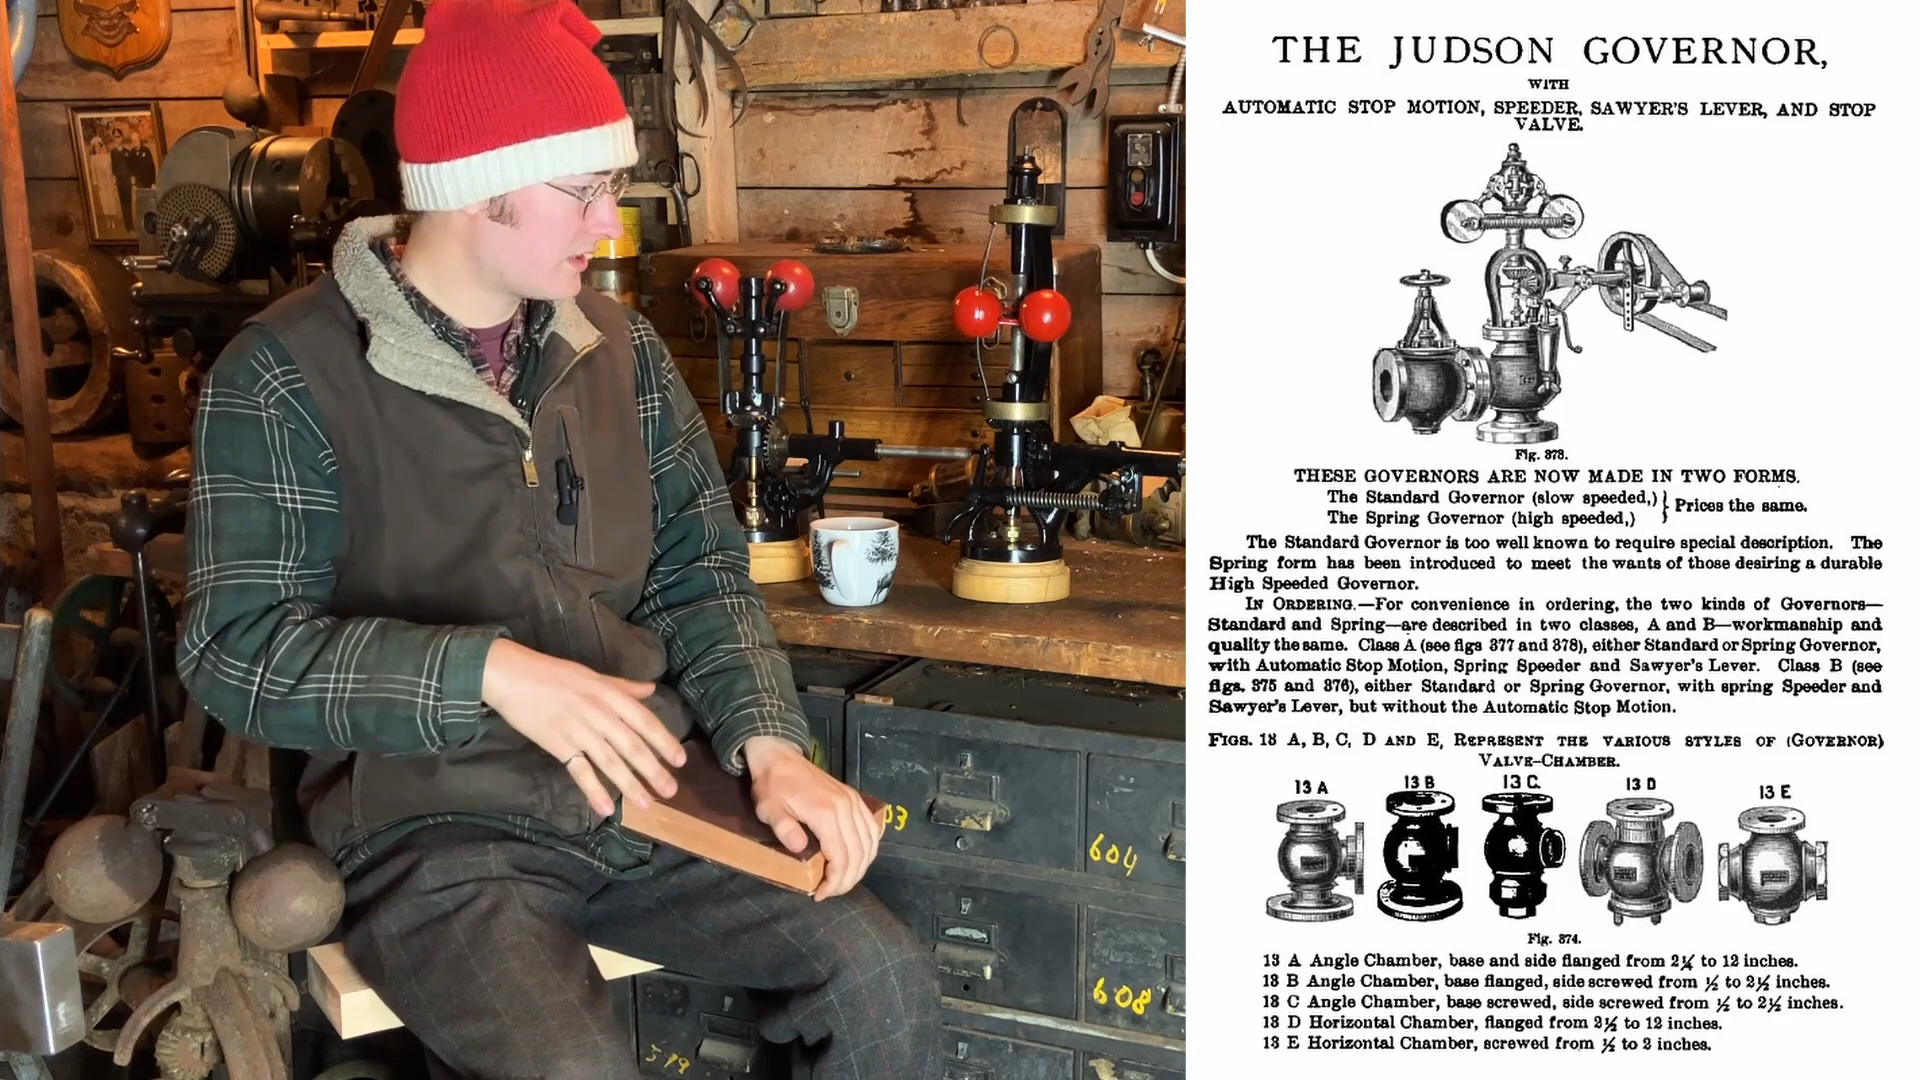 THE JUDSON GOVERNOR,
WITH
AUTOMATIC STOP MOTION, SPEEDER, SAWYER'S LEVER, AND STOP
VALVE.
Fig. 373.
THESE GOVERNORS ARE NOW MADE IN TWO FORMS.
The Standard Governor (slow speeded,)
The Spring Governor (high speeded,)
} Prices the same.
The Standard Governor is too well known to require special description. The
Spring form has been introduced to meet the wants of those desiring a durable
High Speeded Governor.
IN ORDERING.—For convenience in ordering, the two kinds of Governors—
Standard and Spring—are described in two classes, A and B—workmanship and
quality the same. Class A (see figs 377 and 378), either Standard or Spring Governor,
with Automatic Stop Motion, Spring Speeder and Sawyer's Lever. Class B (see
figs. 375 and 376), either Standard or Spring Governor, with spring Speeder and
Sawyer's Lever, but without the Automatic Stop Motion.
FIGS. 13 A, B, C, D AND E, REPRESENT THE VARIOUS STYLES OF (GOVERNOR)
VALVE-CHAMBER.
13 A 13 B 13 C. 13 D 13 E
Fig. 374.
13 A Angle Chamber, base and side flanged from 2½ to 12 inches.
13 B Angle Chamber, base flanged, side screwed from ½ to 2½ inches.
13 C Angle Chamber, base screwed, side screwed from ½ to 2½ inches.
13 D Horizontal Chamber, flanged from 2½ to 12 inches.
13 E Horizontal Chamber, screwed from ½ to 2 inches.
03
604
608
599